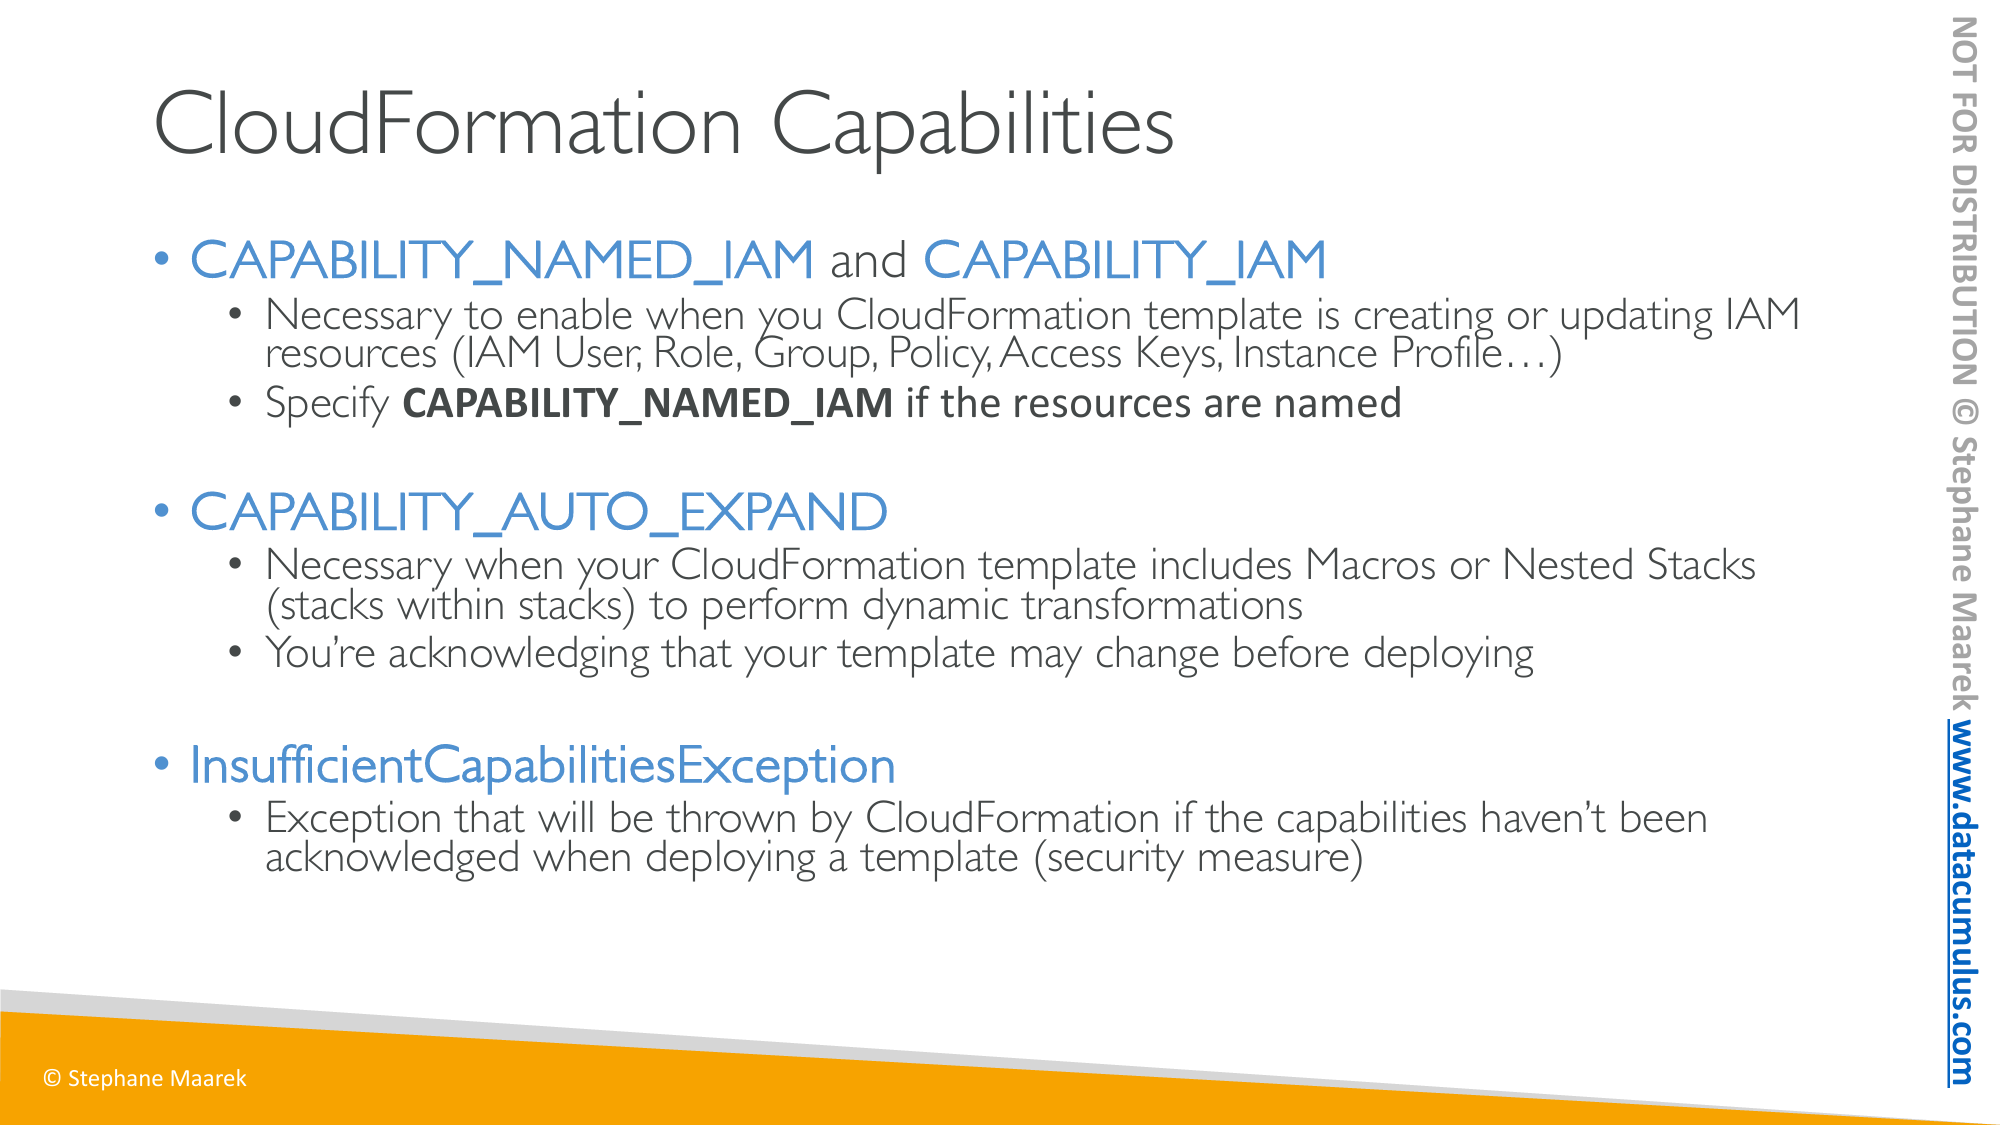 CloudFormation Capabilities
• CAPABILITY_NAMED_IAM and CAPABILITY_IAM
• Necessary to enable when you CloudFormation template is creating or updating IAM
resources (IAM User, Role, Group, Policy, Access Keys, Instance Profile…)
• Specify CAPABILITY_NAMED_IAM if the resources are named
• CAPABILITY_AUTO_EXPAND
• Necessary when your CloudFormation template includes Macros or Nested Stacks
(stacks within stacks) to perform dynamic transformations
• You’re acknowledging that your template may change before deploying
• InsufficientCapabilitiesException
• Exception that will be thrown by CloudFormation if the capabilities haven’t been
acknowledged when deploying a template (security measure)
© Stephane Maarek
NOT FOR DISTRIBUTION © Stephane Maarek www.datacumulus.com